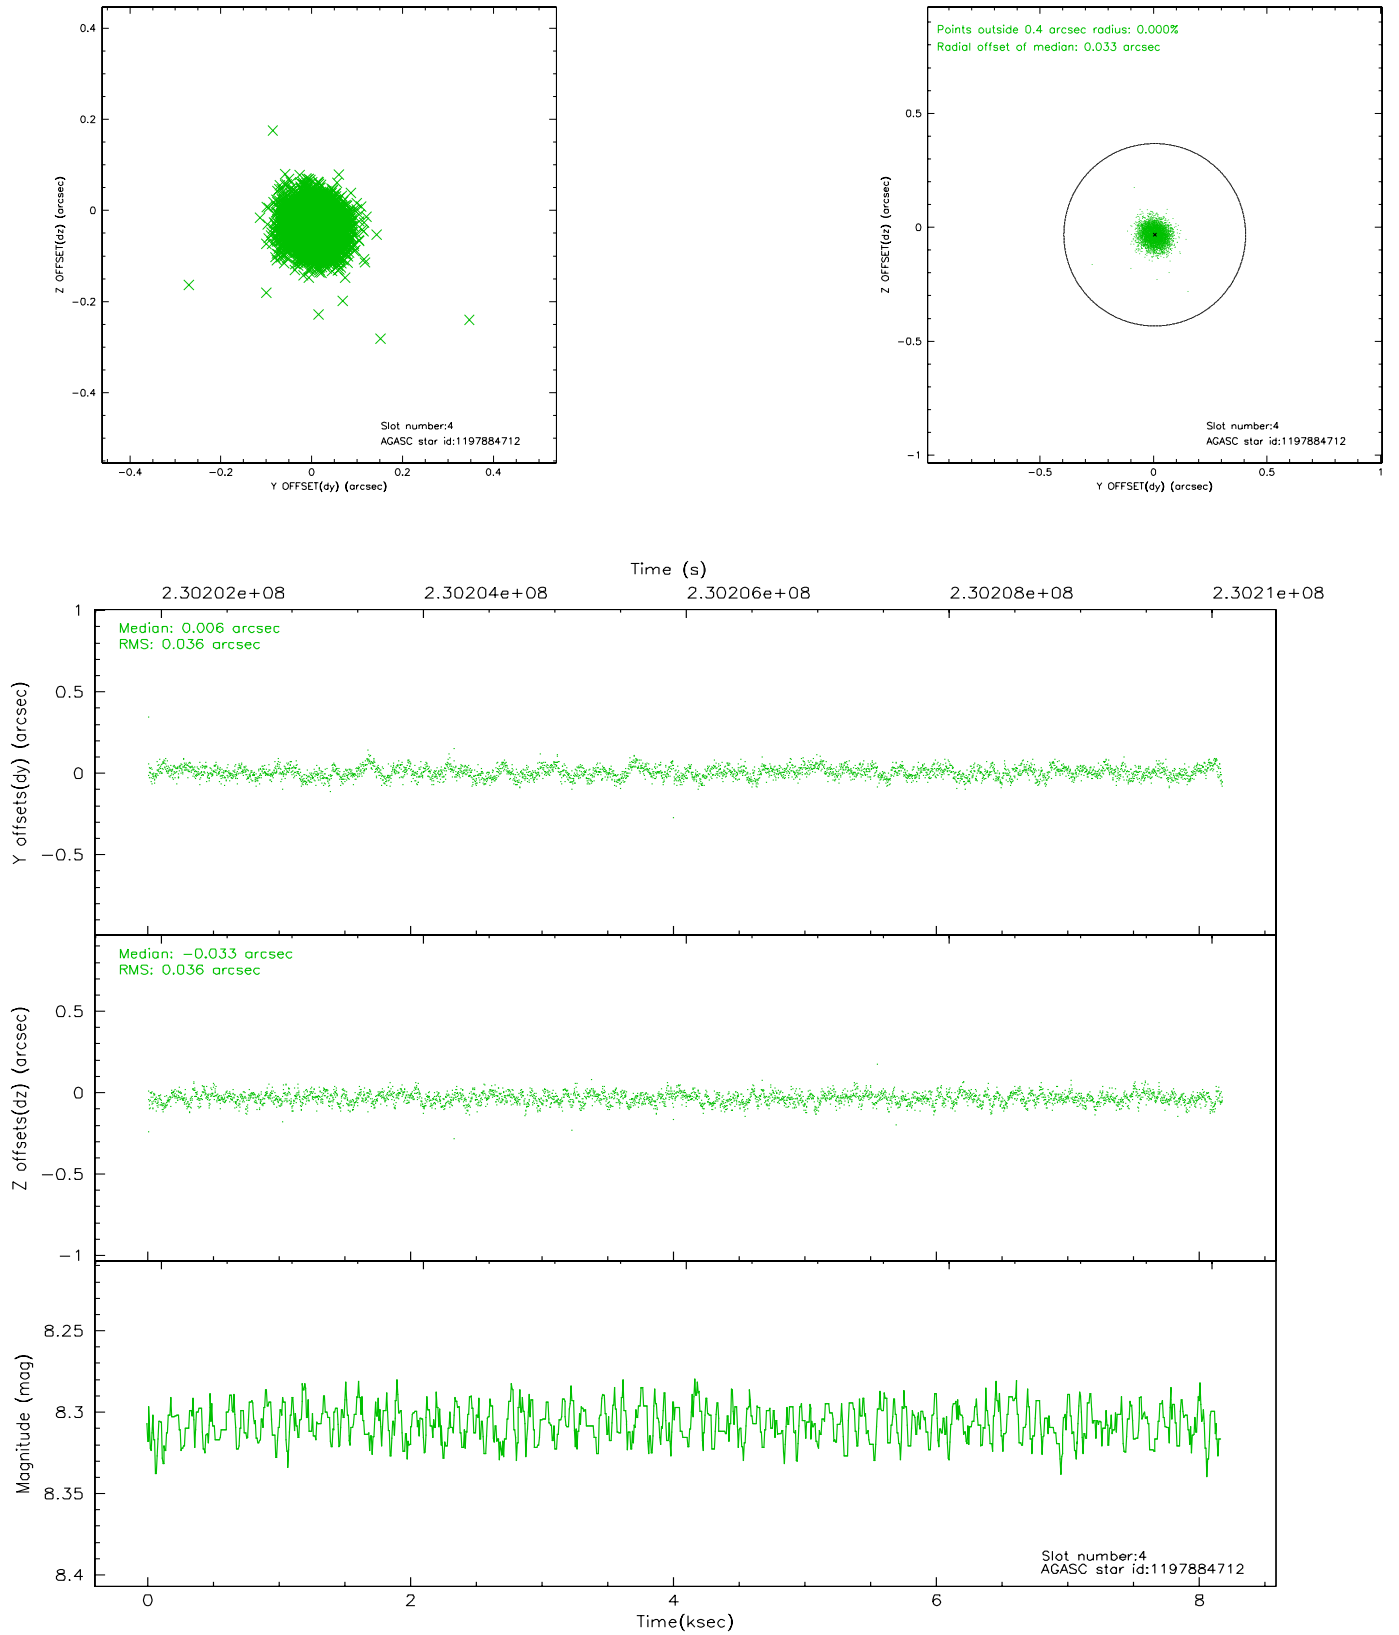 0.4
0.2
0
−0.2
−0.4
Z OFFSET(dz) (arcsec)
Slot number:4
AGASC star id:1197884712
−0.4
−0.2
0
0.2
0.4
Y OFFSET(dy) (arcsec)
Points outside 0.4 arcsec radius: 0.000%
Radial offset of median: 0.033 arcsec
0.5
0
−0.5
−1
Z OFFSET(dz) (arcsec)
Slot number:4
AGASC star id:1197884712
−0.5
0
0.5
1
Y OFFSET(dy) (arcsec)
Time (s)
2.30202e+08
2.30204e+08
2.30206e+08
2.30208e+08
2.3021e+08
Median: 0.006 arcsec
RMS: 0.036 arcsec
1
0.5
0
−0.5
Y offsets(dy) (arcsec)
Median: −0.033 arcsec
RMS: 0.036 arcsec
0.5
0
−0.5
−1
Z offsets(dz) (arcsec)
8.25
8.3
8.35
8.4
Magnitude (mag)
Slot number:4
AGASC star id:1197884712
0
2
4
6
8
Time(ksec)